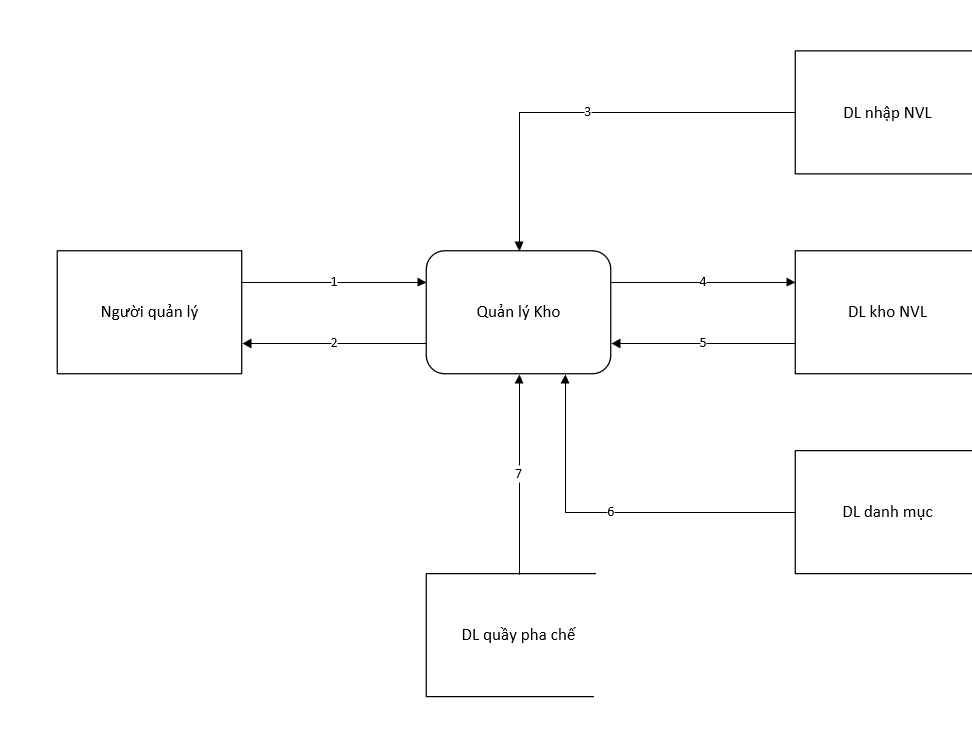 DL nhập NVL
3
Người quản lý
1
2
Quản lý Kho
4
5
DL kho NVL
7
6
DL danh mục
DL quầy pha chế